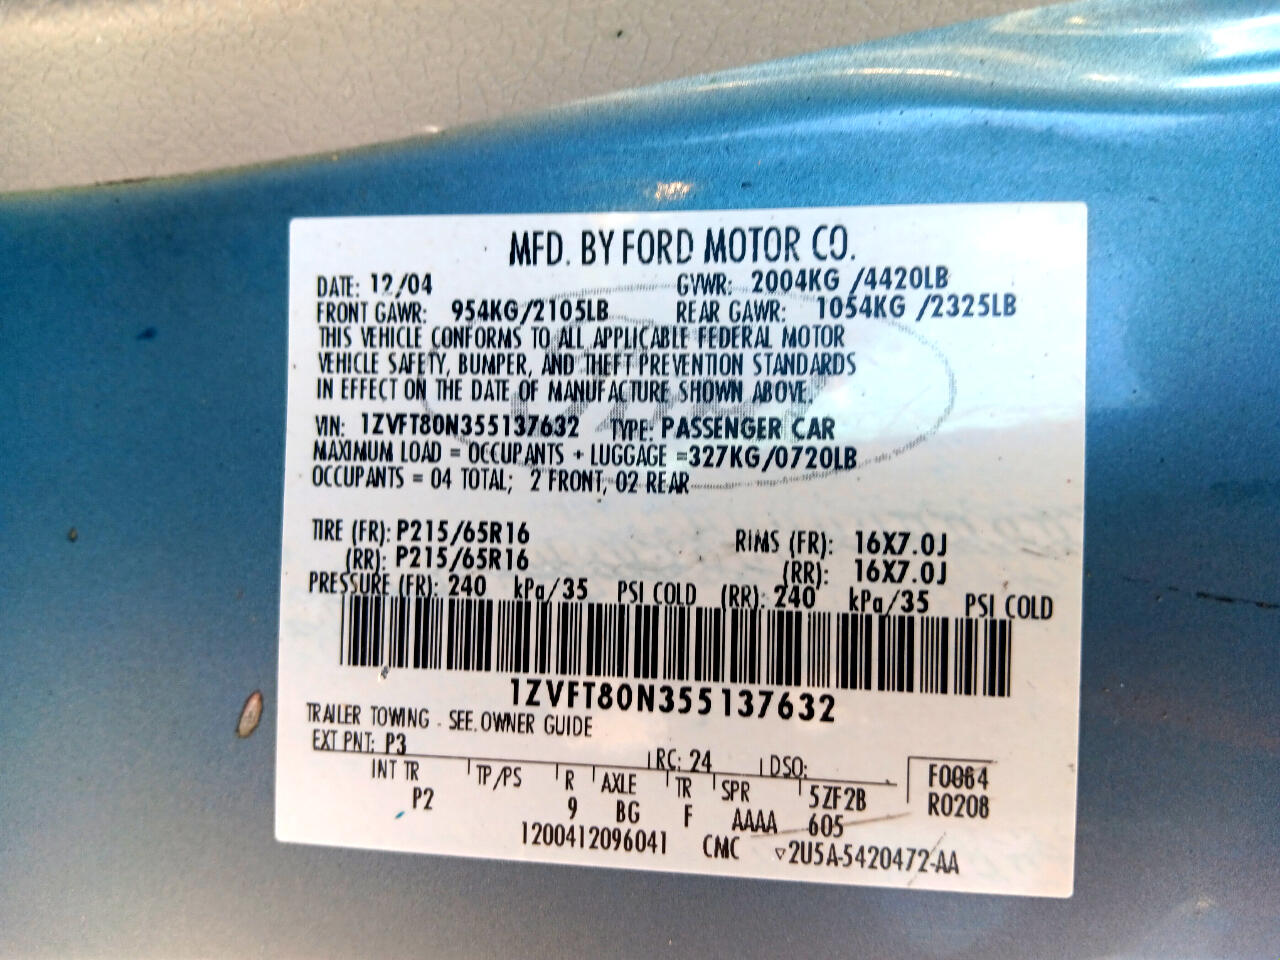 MFD. BY FORD MOTOR CO.
DATE: 12/04 GVWR: 2004KG /4420LB
FRONT GAWR: 954KG/2105LB REAR GAWR: 1054KG /2325LB
THIS VEHICLE CONFORMS TO ALL APPLICABLE FEDERAL MOTOR
VEHICLE SAFETY, BUMPER, AND THEFT PREVENTION STANDARDS
IN EFFECT ON THE DATE OF MANUFACTURE SHOWN ABOVE.
VIN: 1ZVFT80N355137632 TYPE: PASSENGER CAR
MAXIMUM LOAD = OCCUPANTS + LUGGAGE =327KG/0720LB
OCCUPANTS = 04 TOTAL; 2 FRONT, 02 REAR
TIRE (FR): P215/65R16 RIMS (FR): 16X7.0J
(RR): P215/65R16 (RR): 16X7.0J
PRESSURE (FR): 240 kPa/35 PSI COLD (RR): 240 kPa/35 PSI COLD
1ZVFT80N355137632
TRAILER TOWING - SEE OWNER GUIDE
EXT PNT: P3 RC: 24 DSO: F0084
INT TR TP/PS R AXLE TR SPR 5ZF2B R0208
P2 9 BG F AAAA 605
1200412096041 CMC ▽2U5A-5420472-AA